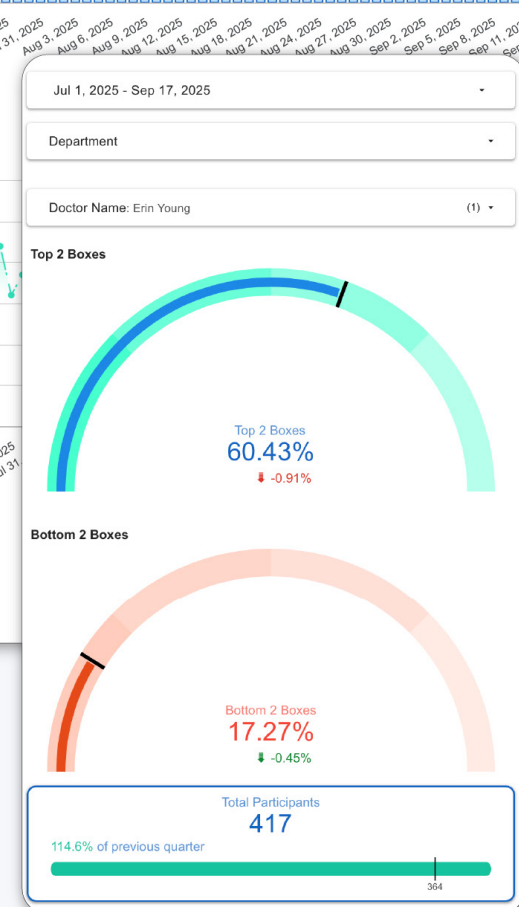 31, 2025
Aug 3, 2025
Aug 6, 2025
Aug 9, 2025
Aug 12, 2025
Aug 15, 2025
Aug 18, 2025
Aug 21, 2025
Aug 24, 2025
Aug 27, 2025
Aug 30, 2025
Sep 2, 2025
Sep 5, 2025
Sep 8, 2025
Sep 11,
Jul 1, 2025 - Sep 17, 2025
Department
Doctor Name: Erin Young (1)
Top 2 Boxes
Top 2 Boxes
60.43%
-0.91%
Bottom 2 Boxes
Bottom 2 Boxes
17.27%
-0.45%
Total Participants
417
114.6% of previous quarter
364